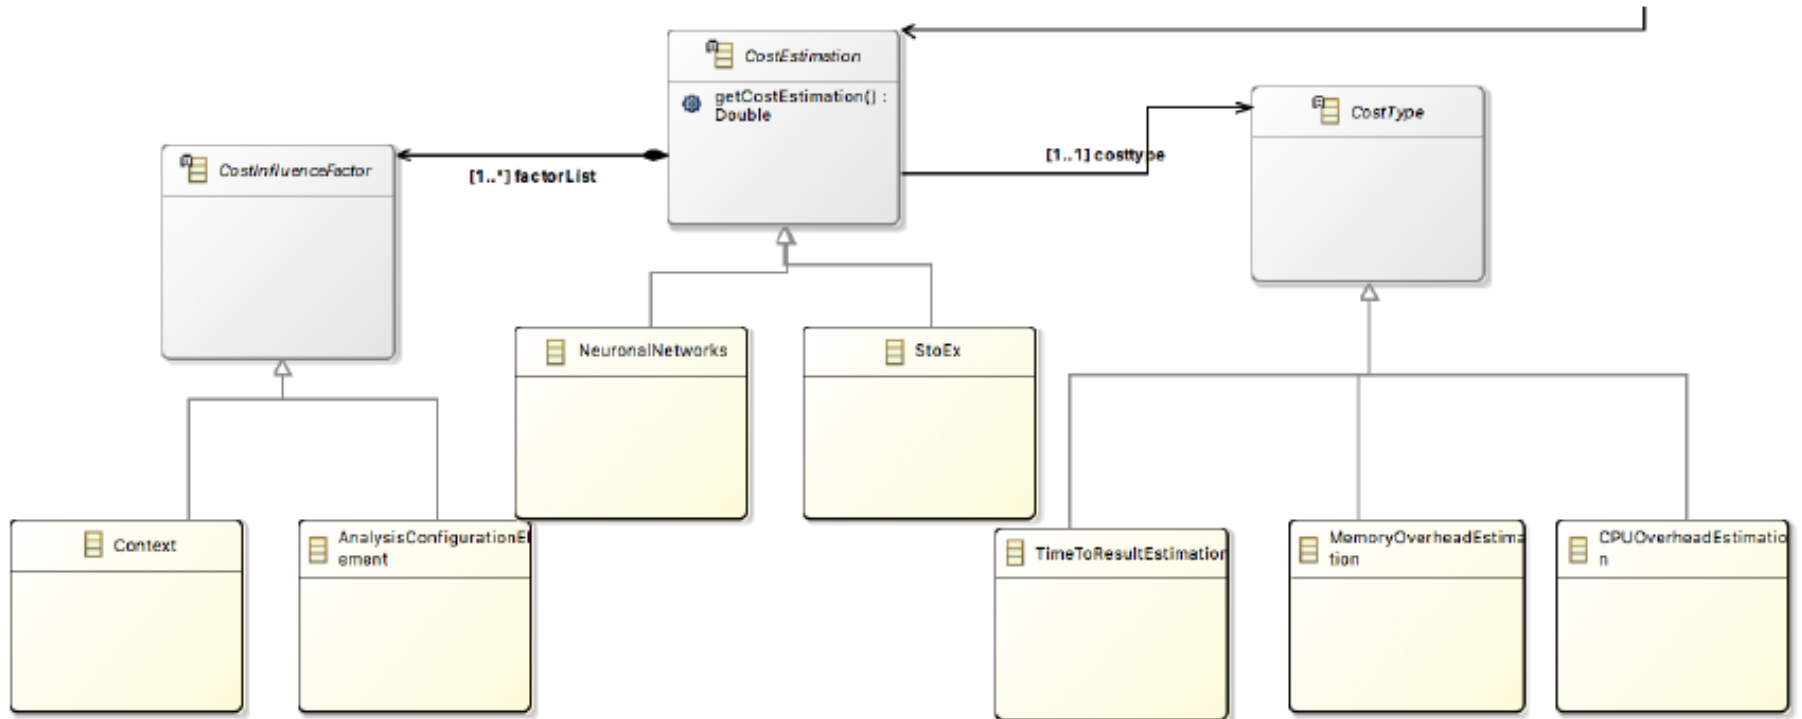 CostEstimation
getCostEstimation() :
Double
CostType
[1..1] costtype
CostInfluenceFactor
[1..*] factorList
NeuronalNetworks
StoEx
Context
AnalysisConfigurationEl
ement
TimeToResultEstimation
MemoryOverheadEstima
tion
CPUOverheadEstimatio
n